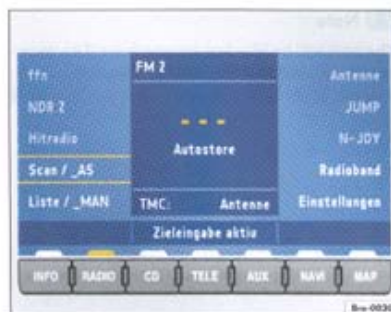 FM 2
ffn
Antenne
NDR 2
JUMP
- - -
Hitradio
N-JOY
Autostore
Scan / _AS
Radioband
Liste / _MAN
TMC: Antenne
Einstellungen
Zieleingabe aktiv
INFO RADIO CD TELE AUX NAVI MAP